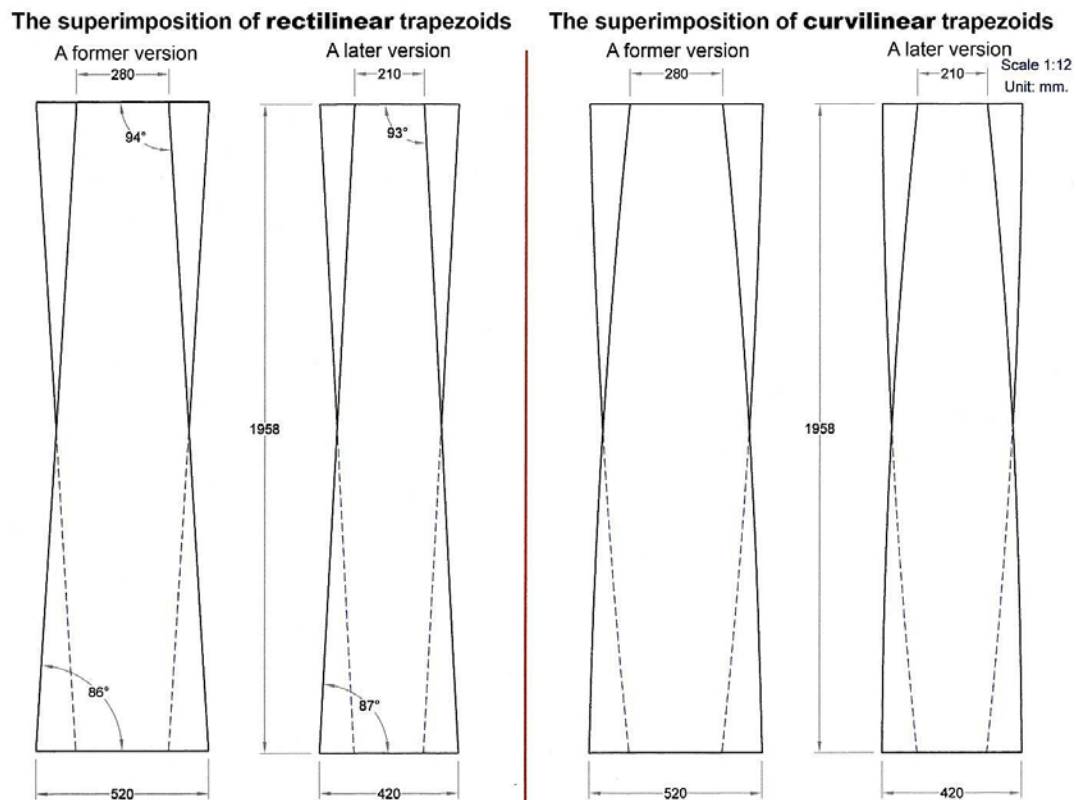 The superimposition of rectilinear trapezoids
A former version
A later version
280
210
94°
93°
1958
86°
87°
520
420
The superimposition of curvilinear trapezoids
A former version
A later version
Scale 1:12
Unit: mm.
280
210
1958
520
420